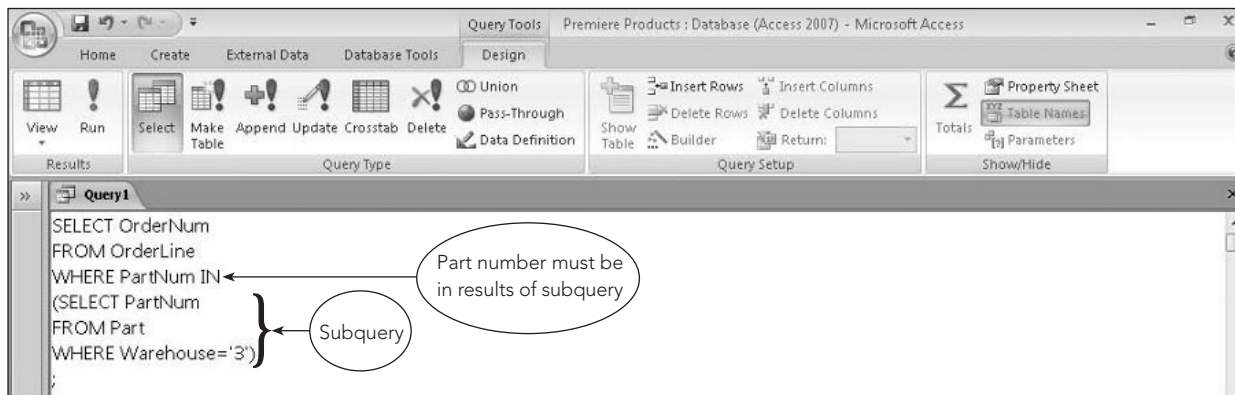 Query Tools Premiere Products : Database (Access 2007) - Microsoft Access
Home Create External Data Database Tools Design
View
Run
Select
Make Table
Append
Update
Crosstab
Delete
Union
Pass-Through
Data Definition
Show Table
Insert Rows
Delete Rows
Builder
Insert Columns
Delete Columns
Return:
Totals
Property Sheet
XYZ Table Names
[?] Parameters
Results
Query Type
Query Setup
Show/Hide
» Query1
SELECT OrderNum
FROM OrderLine
WHERE PartNum IN
(SELECT PartNum
FROM Part
WHERE Warehouse='3')
;
Part number must be
in results of subquery
Subquery